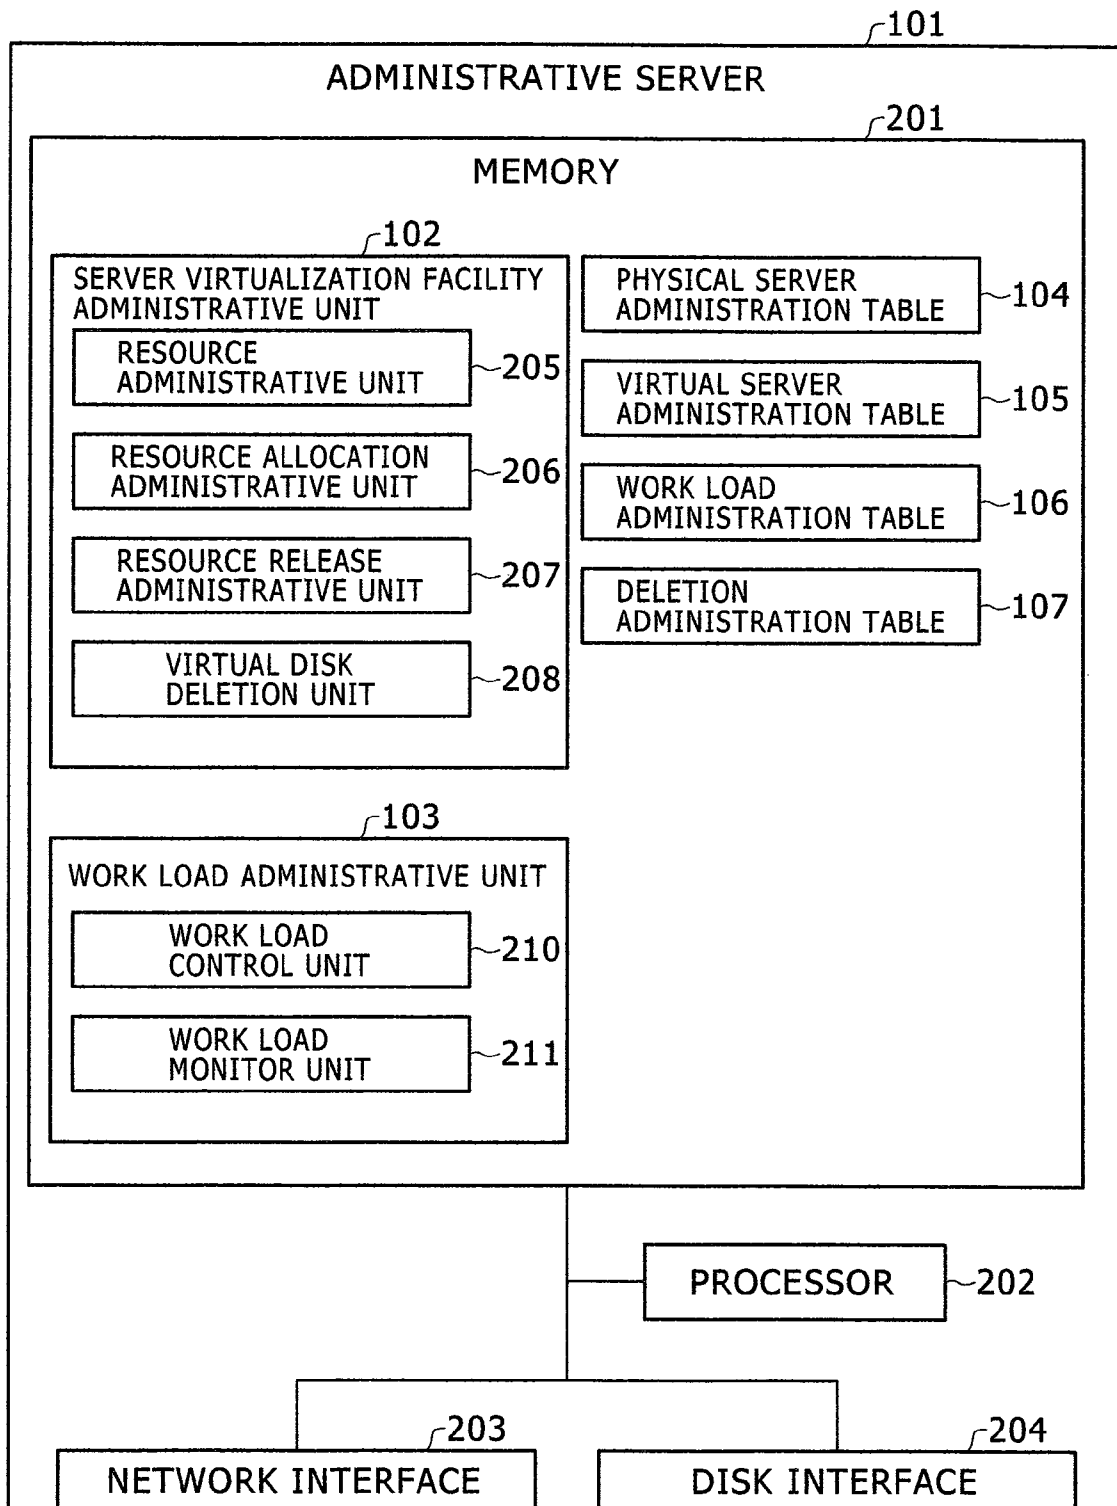 101
ADMINISTRATIVE SERVER
201
MEMORY
102
SERVER VIRTUALIZATION FACILITY
ADMINISTRATIVE UNIT
RESOURCE
ADMINISTRATIVE UNIT
205
RESOURCE ALLOCATION
ADMINISTRATIVE UNIT
206
RESOURCE RELEASE
ADMINISTRATIVE UNIT
207
VIRTUAL DISK
DELETION UNIT
208
PHYSICAL SERVER
ADMINISTRATION TABLE
104
VIRTUAL SERVER
ADMINISTRATION TABLE
105
WORK LOAD
ADMINISTRATION TABLE
106
DELETION
ADMINISTRATION TABLE
107
103
WORK LOAD ADMINISTRATIVE UNIT
WORK LOAD
CONTROL UNIT
210
WORK LOAD
MONITOR UNIT
211
PROCESSOR
202
203
NETWORK INTERFACE
204
DISK INTERFACE